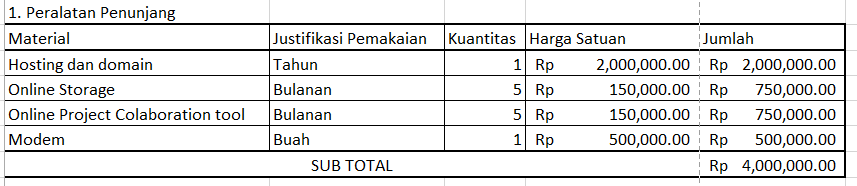 1. Peralatan Penunjang
Material Justifikasi Pemakaian Kuantitas Harga Satuan Jumlah
Hosting dan domain Tahun 1 Rp 2,000,000.00 Rp 2,000,000.00
Online Storage Bulanan 5 Rp 150,000.00 Rp 750,000.00
Online Project Colaboration tool Bulanan 5 Rp 150,000.00 Rp 750,000.00
Modem Buah 1 Rp 500,000.00 Rp 500,000.00
SUB TOTAL Rp 4,000,000.00